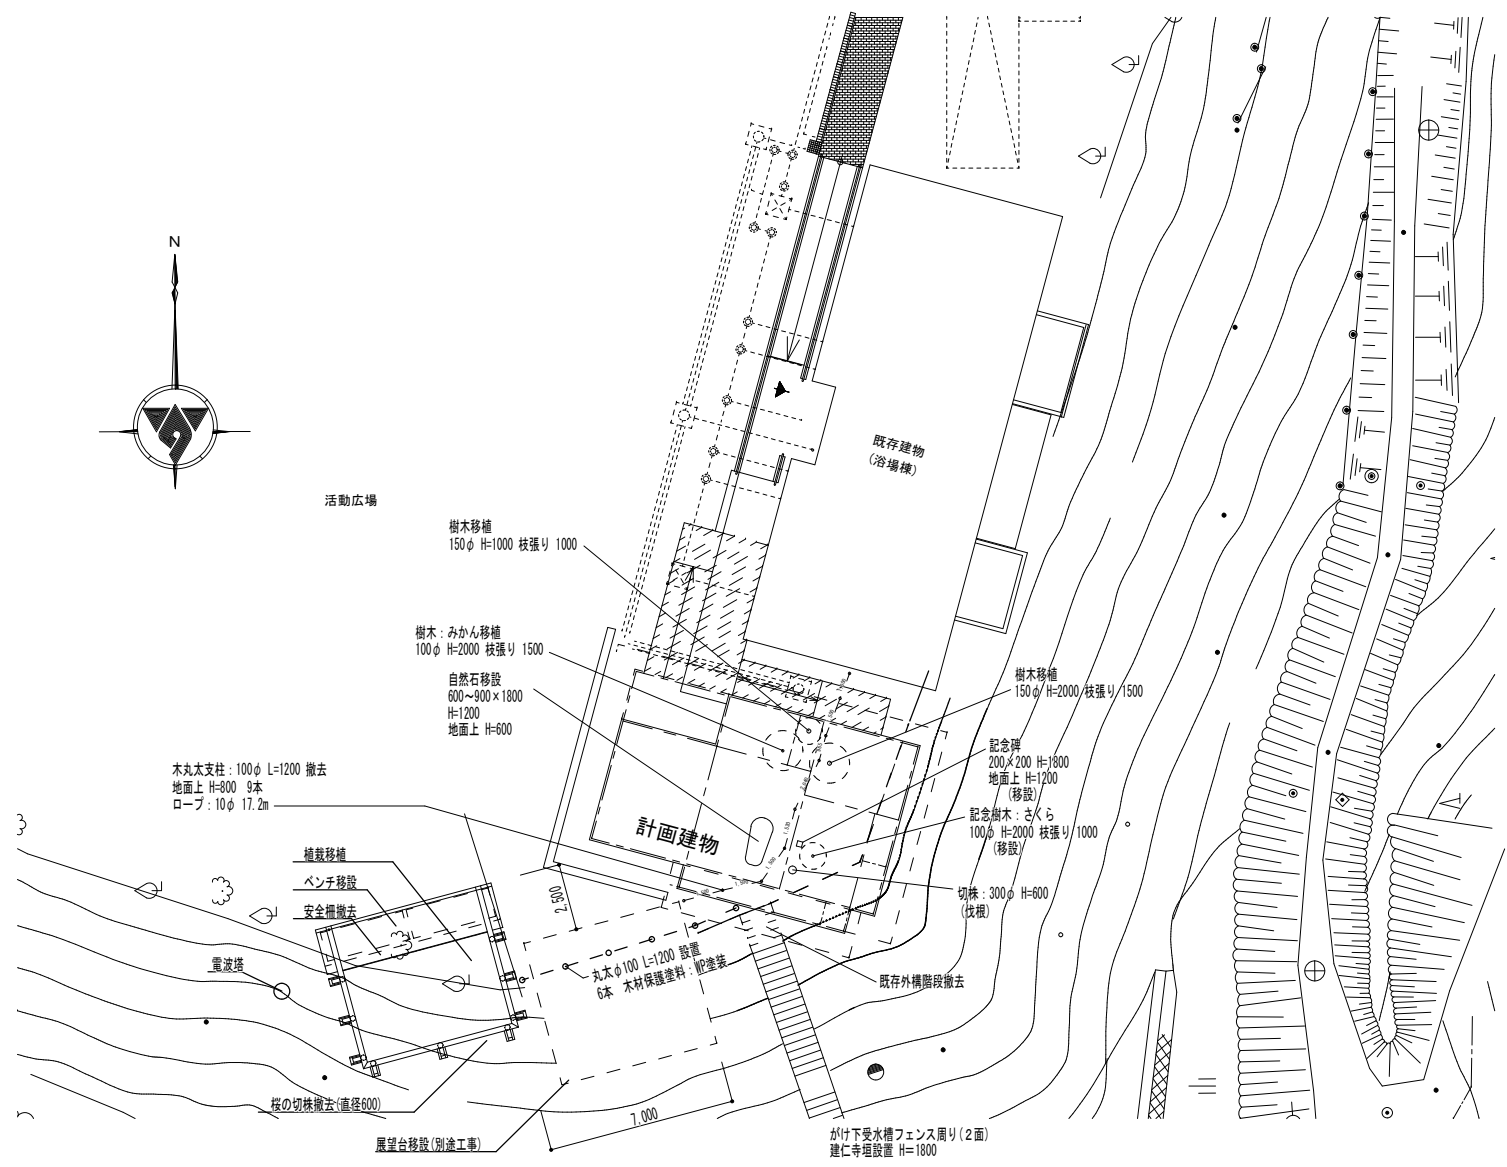 N
活動広場
既存建物
(浴場棟)
樹木移植
150φ H=1000 枝張り 1000
樹木：みかん移植
100φ H=2000 枝張り 1500
自然石移設
600～900×1800
H=1200
地面上 H=600
樹木移植
150φ H=2000 枝張り 1500
記念碑
200×200 H=1800
地面上 H=1200
(移設)
記念樹木：さくら
100φ H=2000 枝張り 1000
(移設)
木丸太支柱：100φ L=1200 撤去
地面上 H=800 9本
ロープ：10φ 17.2m
計画建物
植栽移植
ベンチ移設
安全柵撤去
電波塔
2,500
切株：300φ H=600
(伐根)
丸太φ100 L=1200 設置
6本 木材保護塗料：WP塗装
既存外構階段撤去
桜の切株撤去(直径600)
7,000
展望台移設(別途工事)
がけ下受水槽フェンス周り(2面)
建仁寺垣設置 H=1800